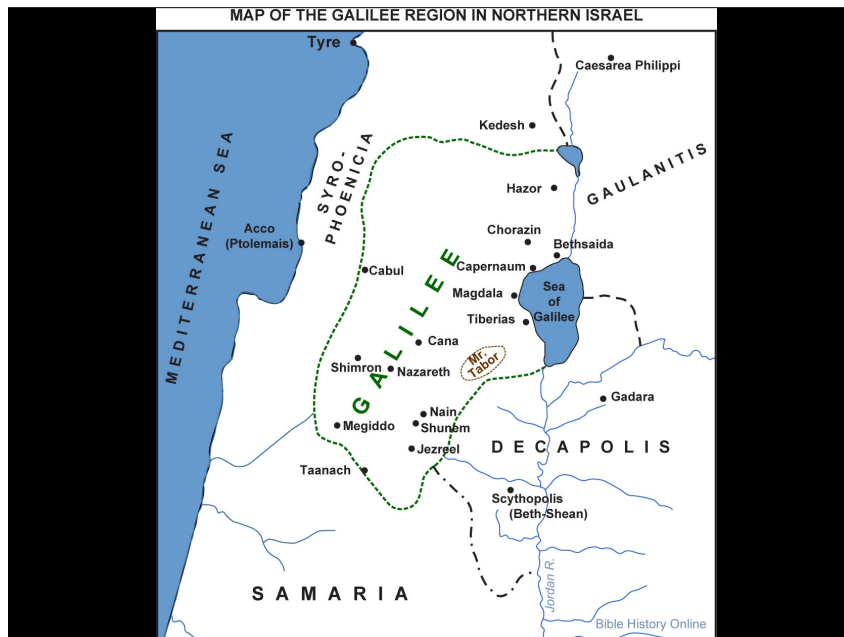 MAP OF THE GALILEE REGION IN NORTHERN ISRAEL
Tyre
Caesarea Philippi
Kedesh
SYRO-
PHOENICIA
GAULANITIS
MEDITERRANEAN SEA
Hazor
Acco
(Ptolemais)
Chorazin
Bethsaida
Cabul
Capernaum
GALILEE
Magdala
Sea
of
Galilee
Tiberias
Cana
Mr.
Tabor
Shimron
Nazareth
Gadara
Nain
Megiddo
Shunem
DECAPOLIS
Jezreel
Taanach
Scythopolis
(Beth-Shean)
SAMARIA
Jordan R.
Bible History Online